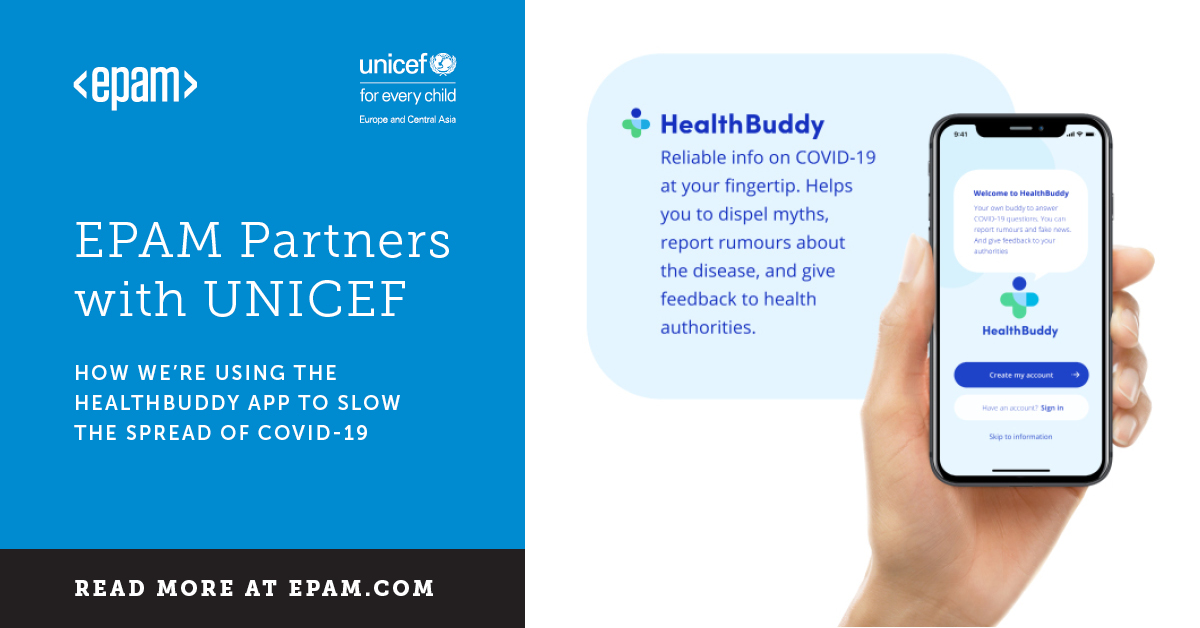 <epam>
unicef
for every child
Europe and Central Asia
EPAM Partners
with UNICEF
HOW WE'RE USING THE
HEALTHBUDDY APP TO SLOW
THE SPREAD OF COVID-19
READ MORE AT EPAM.COM
HealthBuddy
Reliable info on COVID-19
at your fingertip. Helps
you to dispel myths,
report rumours about
the disease, and give
feedback to health
authorities.
9:41
Welcome to HealthBuddy
Your own buddy to answer
COVID-19 questions. You can
report rumours and fake news.
And give feedback to your
authorities
HealthBuddy
Create my account →
Have an account? Sign in
Skip to information